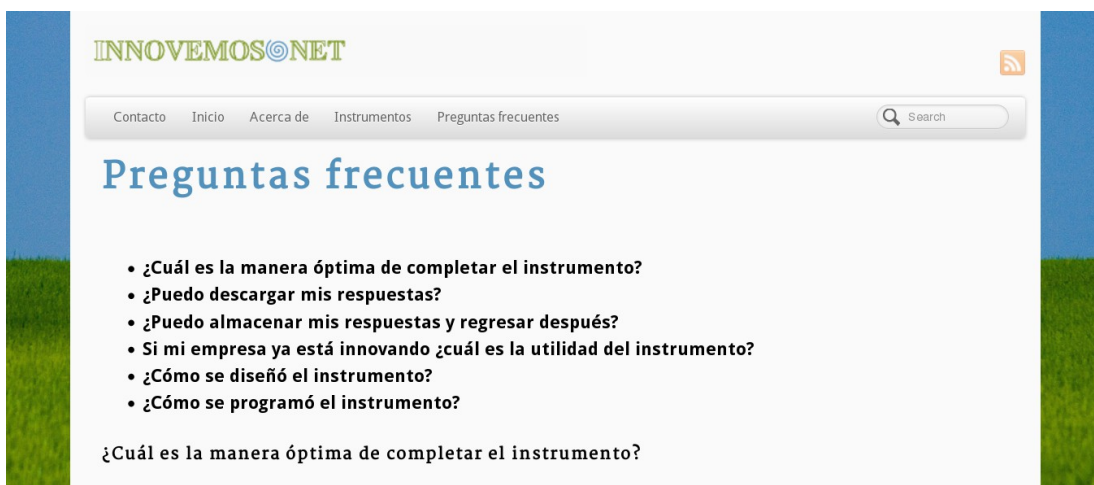 INNOVEMOS NET
Contacto Inicio Acerca de Instrumentos Preguntas frecuentes Search
Preguntas frecuentes
• ¿Cuál es la manera óptima de completar el instrumento?
• ¿Puedo descargar mis respuestas?
• ¿Puedo almacenar mis respuestas y regresar después?
• Si mi empresa ya está innovando ¿cuál es la utilidad del instrumento?
• ¿Cómo se diseñó el instrumento?
• ¿Cómo se programó el instrumento?
¿Cuál es la manera óptima de completar el instrumento?